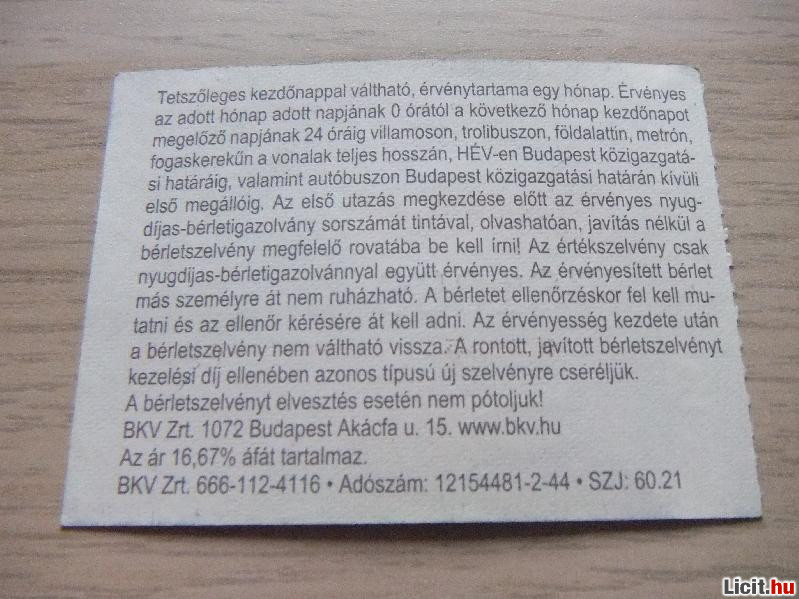 Tetszőleges kezdőnappal váltható, érvénytartama egy hónap. Érvényes
az adott hónap adott napjának 0 órától a következő hónap kezdőnapot
megelőző napjának 24 óráig villamoson, trolibuszon, földalattin, metrón,
fogaskerekűn a vonalak teljes hosszán, HÉV-en Budapest közigazgatá-
si határáig, valamint autóbuszon Budapest közigazgatási határán kívüli
első megállóig. Az első utazás megkezdése előtt az érvényes nyug-
díjas-bérletigazolvány sorszámát tintával, olvashatóan, javítás nélkül a
bérletszelvény megfelelő rovatába be kell írni! Az értékszelvény csak
nyugdíjas-bérletigazolvánnyal együtt érvényes. Az érvényesített bérlet
más személyre át nem ruházható. A bérletet ellenőrzéskor fel kell mu-
tatni és az ellenőr kérésére át kell adni. Az érvényesség kezdete után
a bérletszelvény nem váltható vissza. A rontott, javított bérletszelvényt
kezelési díj ellenében azonos típusú új szelvényre cseréljük.
A bérletszelvényt elvesztés esetén nem pótoljuk!
BKV Zrt. 1072 Budapest Akácfa u. 15. www.bkv.hu
Az ár 16,67% áfát tartalmaz.
BKV Zrt. 666-112-4116 • Adószám: 12154481-2-44 • SZJ: 60.21
Licit.hu